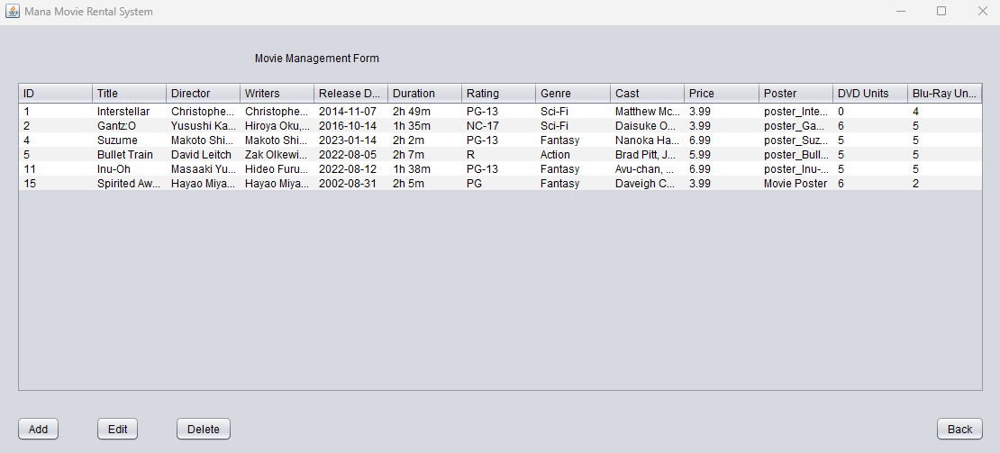 Mana Movie Rental System
Movie Management Form
ID Title Director Writers Release D... Duration Rating Genre Cast Price Poster DVD Units Blu-Ray Un...
1 Interstellar Christophe... Christophe... 2014-11-07 2h 49m PG-13 Sci-Fi Matthew Mc... 3.99 poster_Inte... 0 4
2 Gantz:O Yusushi Ka... Hiroya Oku,... 2016-10-14 1h 35m NC-17 Sci-Fi Daisuke O... 3.99 poster_Ga... 6 5
4 Suzume Makoto Shi... Makoto Shi... 2023-01-14 2h 2m PG-13 Fantasy Nanoka Ha... 6.99 poster_Suz... 5 5
5 Bullet Train David Leitch Zak Olkewi... 2022-08-05 2h 7m R Action Brad Pitt, J... 5.99 poster_Bull... 5 5
11 Inu-Oh Masaaki Yu... Hideo Furu... 2022-08-12 1h 38m PG-13 Fantasy Avu-chan, ... 6.99 poster_Inu-... 5 5
15 Spirited Aw... Hayao Miya... Hayao Miya... 2002-08-31 2h 5m PG Fantasy Daveigh C... 3.99 Movie Poster 6 2
Add Edit Delete Back